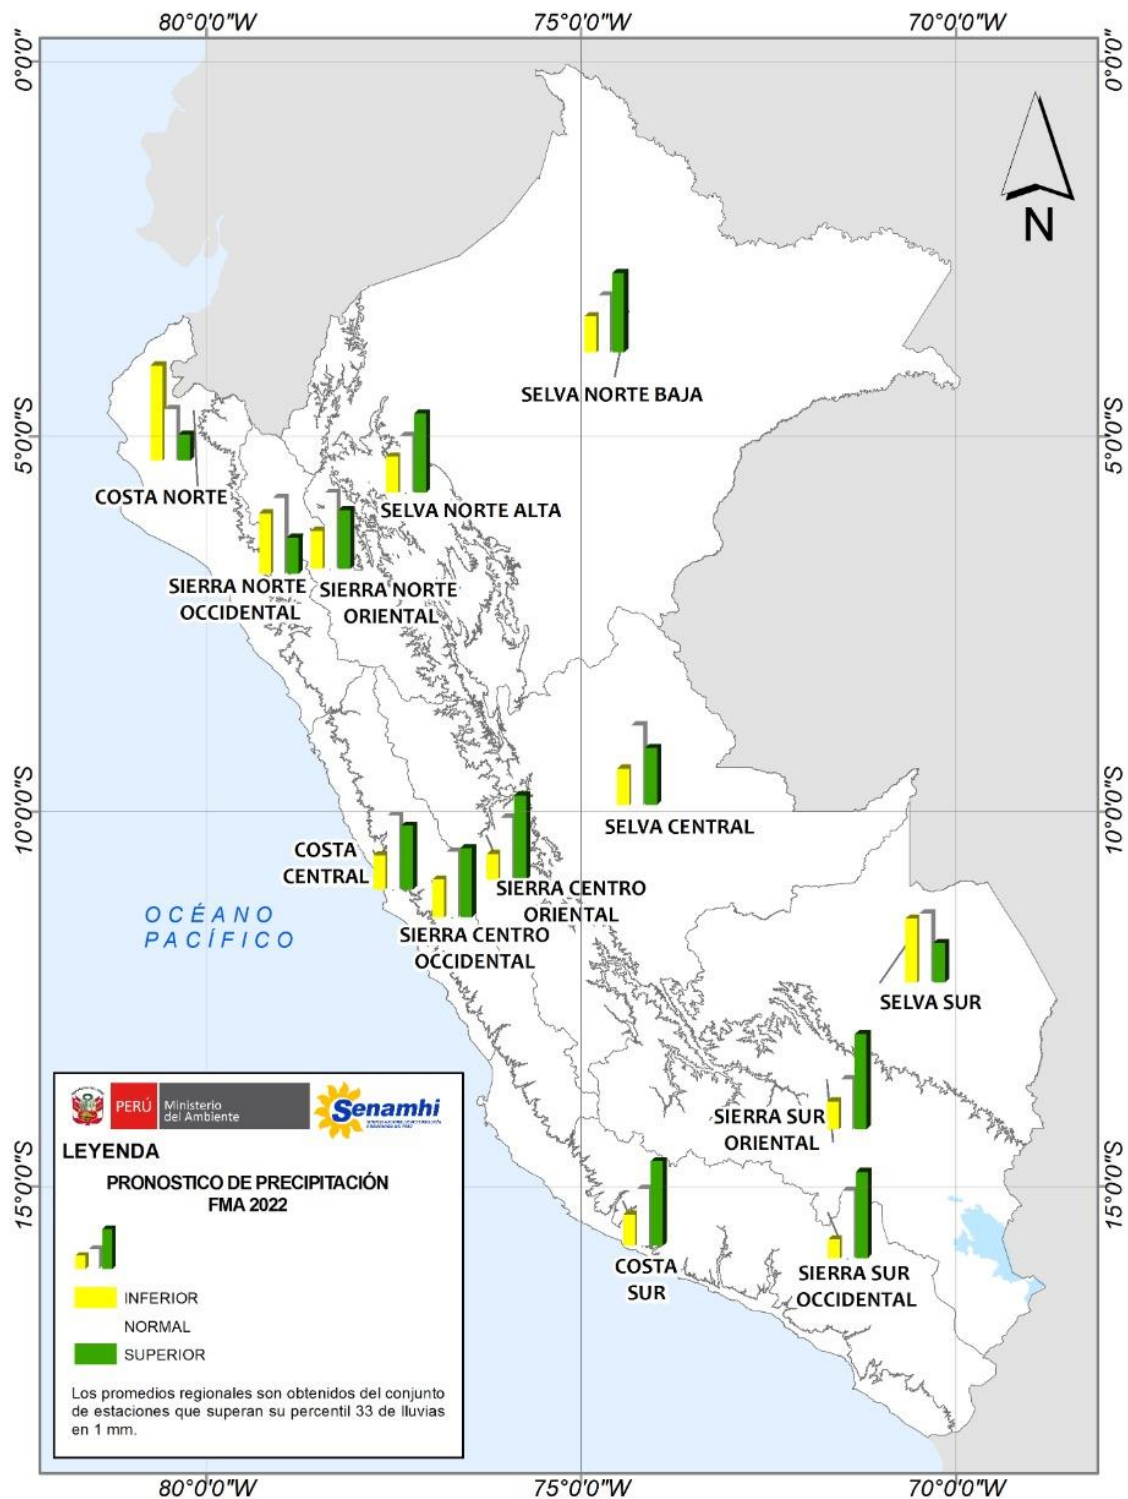 80°0'0"W 75°0'0"W 70°0'0"W
0°0'0"
0°0'0"
N
SELVA NORTE BAJA
5°0'0"S
5°0'0"S
COSTA NORTE
SELVA NORTE ALTA
SIERRA NORTE
OCCIDENTAL
SIERRA NORTE
ORIENTAL
10°0'0"S
10°0'0"S
SELVA CENTRAL
COSTA
CENTRAL
SIERRA CENTRO
ORIENTAL
OCÉANO
PACÍFICO
SIERRA CENTRO
OCCIDENTAL
SELVA SUR
SIERRA SUR
ORIENTAL
15°0'0"S
15°0'0"S
COSTA
SUR
SIERRA SUR
OCCIDENTAL
PERÚ
Ministerio
del Ambiente
Senamhi
LEYENDA
PRONOSTICO DE PRECIPITACIÓN
FMA 2022
INFERIOR
NORMAL
SUPERIOR
Los promedios regionales son obtenidos del conjunto
de estaciones que superan su percentil 33 de lluvias
en 1 mm.
80°0'0"W 75°0'0"W 70°0'0"W